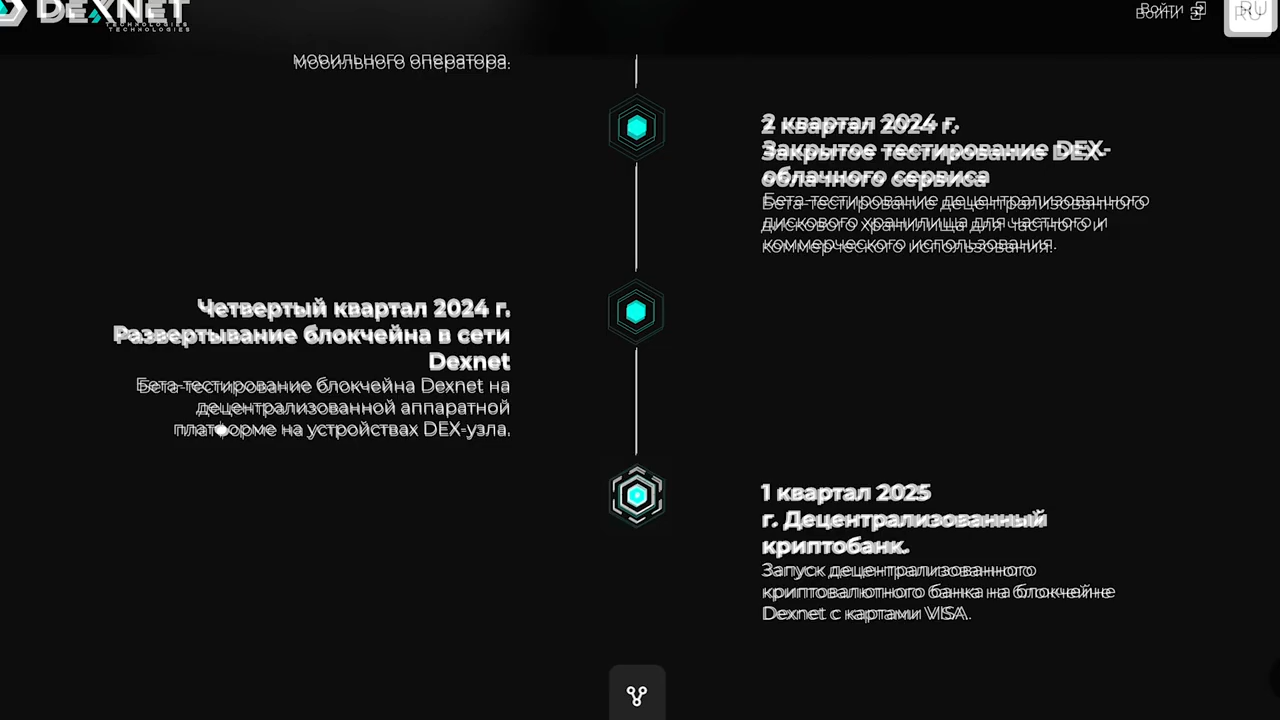 DEXNET
TECHNOLOGIES
Войти
RU
мобильного оператора.
2 квартал 2024 г.
Закрытое тестирование DEX-
облачного сервиса
Бета-тестирование децентрализованного
дискового хранилища для частного и
коммерческого использования.
Четвертый квартал 2024 г.
Развертывание блокчейна в сети
Dexnet
Бета-тестирование блокчейна Dexnet на
децентрализованной аппаратной
платформе на устройствах DEX-узла.
1 квартал 2025
г. Децентрализованный
криптобанк.
Запуск децентрализованного
криптовалютного банка на блокчейне
Dexnet с картами VISA.